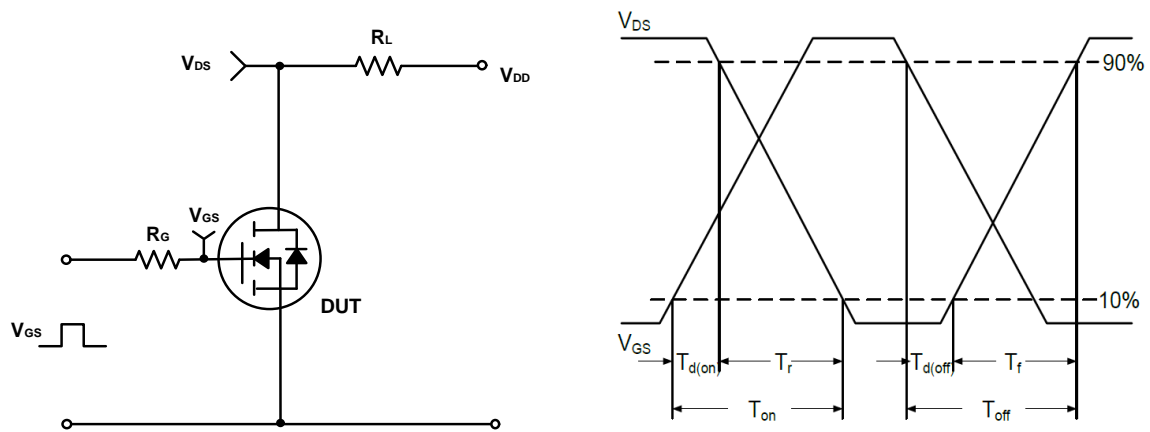 RL
VDS
VDD
VGS
RG
DUT
VGS
VDS
90%
10%
VGS
Td(on)
Tr
Td(off)
Tf
Ton
Toff